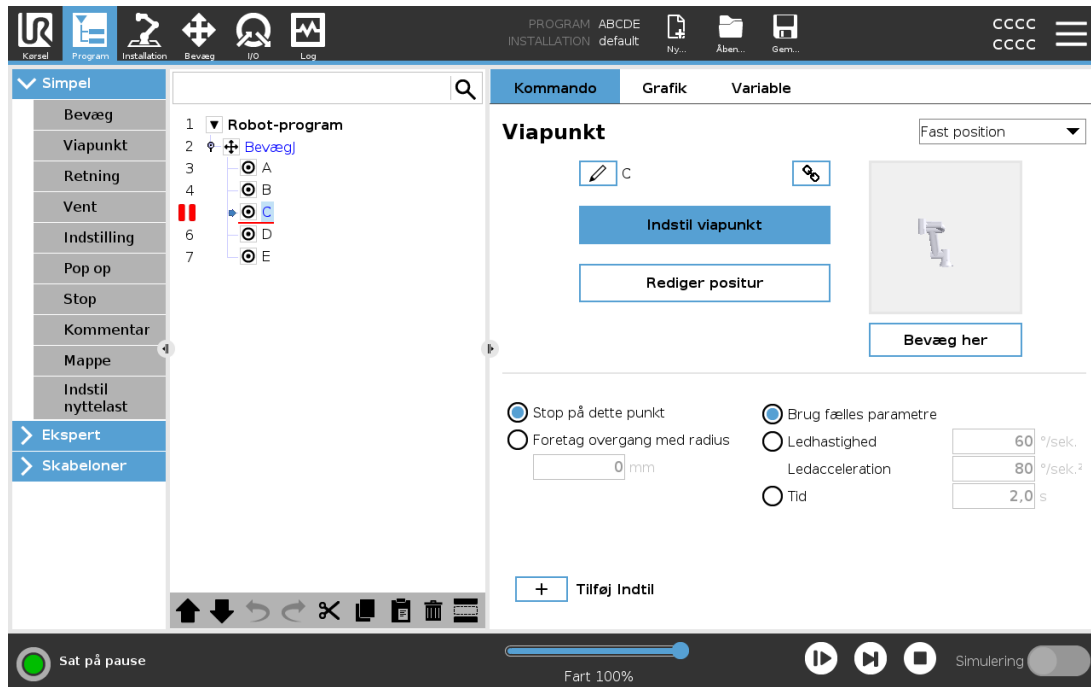 PROGRAM ABCDE
INSTALLATION default
Kørsel
Program
Installation
Bevæg
I/O
Log
Ny...
Åben...
Gem...
CCCC
CCCC
Simpel
Bevæg
Viapunkt
Retning
Vent
Indstilling
Pop op
Stop
Kommentar
Mappe
Indstil
nyttelast
Ekspert
Skabeloner
1 Robot-program
2 BevægJ
3 A
4 B
C
6 D
7 E
Kommando
Grafik
Variable
Viapunkt
Fast position
C
Indstil viapunkt
Rediger positur
Bevæg her
Stop på dette punkt
Foretag overgang med radius
0 mm
Brug fælles parametre
Ledhastighed 60 °/sek.
Ledacceleration 80 °/sek.²
Tid 2,0 s
+ Tilføj Indtil
Sat på pause
Fart 100%
Simulering